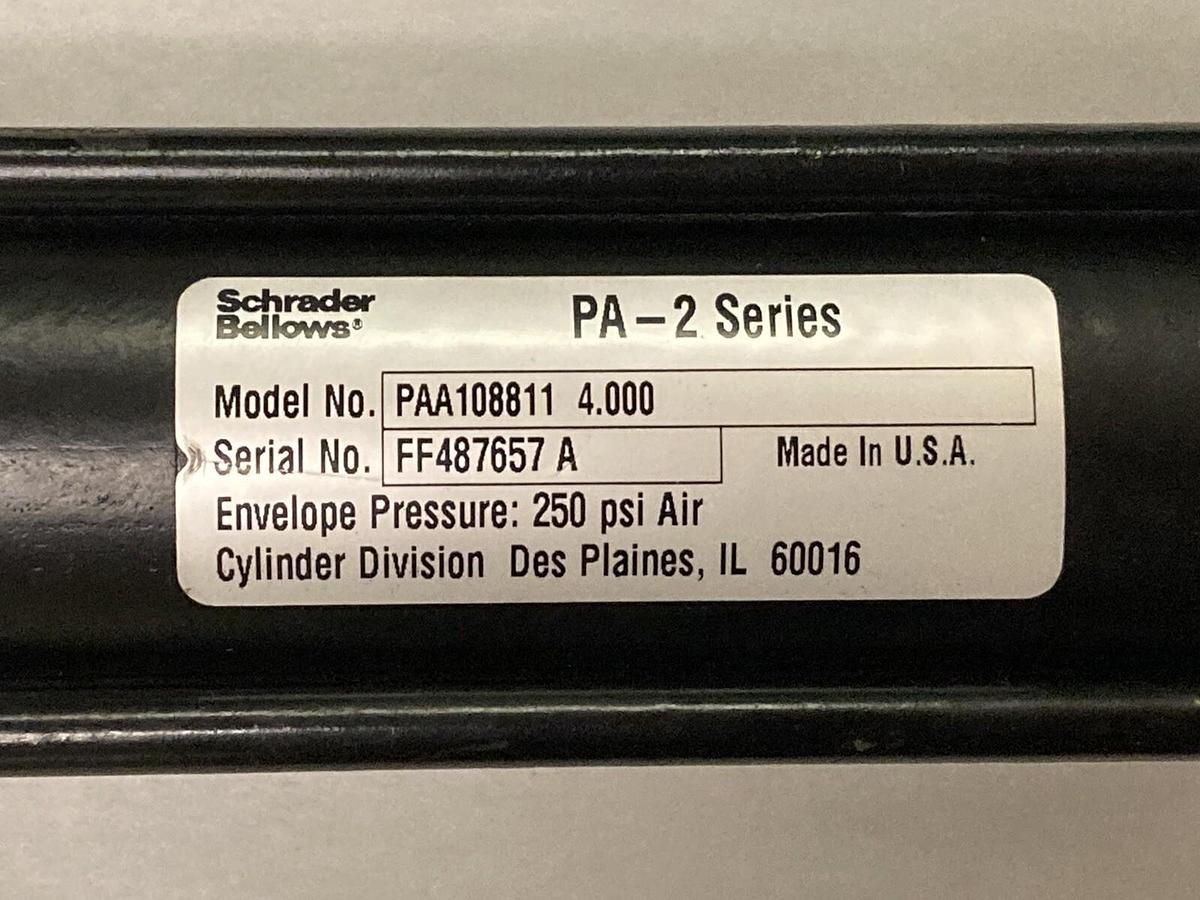 Schrader
Bellows®
PA-2 Series
Model No. PAA108811 4.000
Serial No. FF487657 A
Made In U.S.A.
Envelope Pressure: 250 psi Air
Cylinder Division Des Plaines, IL 60016